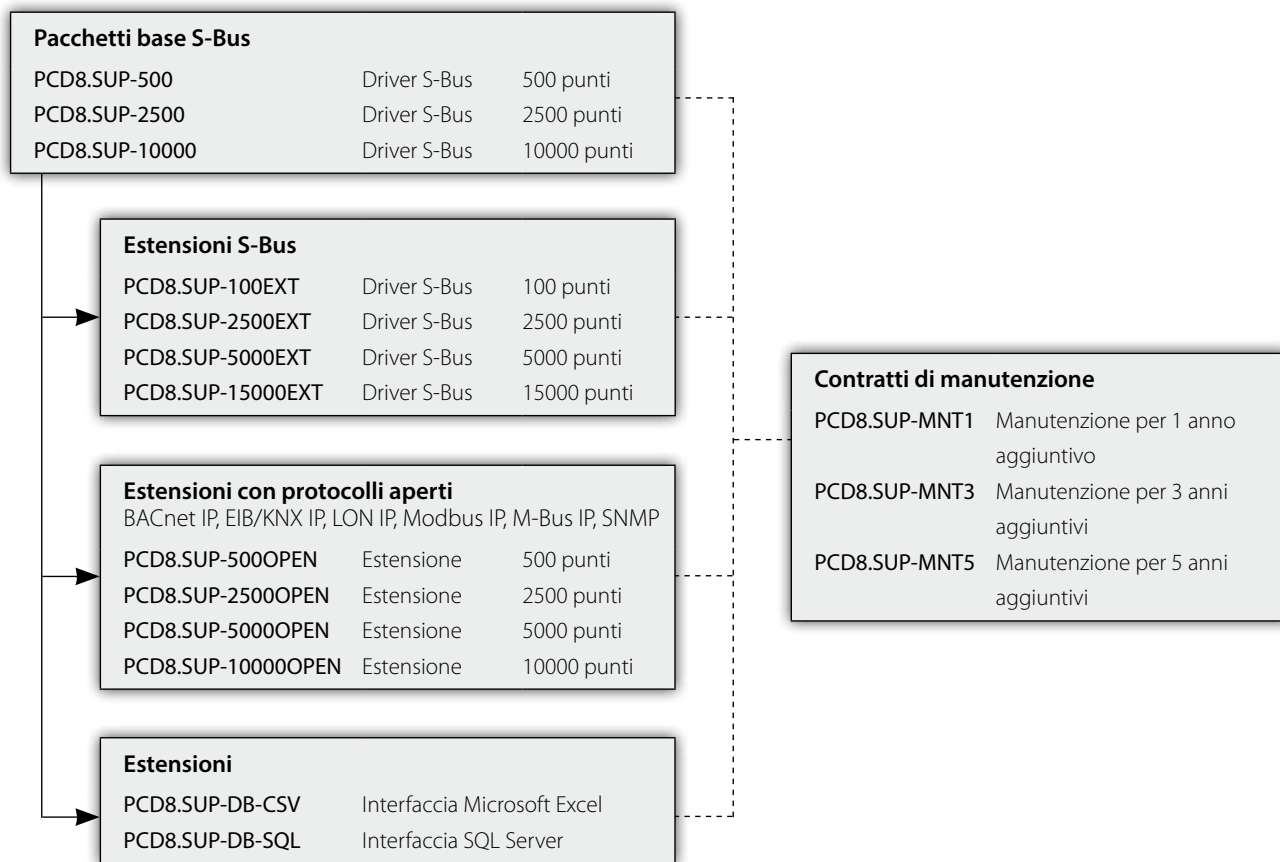 Pacchetti base S-Bus
PCD8.SUP-500 Driver S-Bus 500 punti
PCD8.SUP-2500 Driver S-Bus 2500 punti
PCD8.SUP-10000 Driver S-Bus 10000 punti
Estensioni S-Bus
PCD8.SUP-100EXT Driver S-Bus 100 punti
PCD8.SUP-2500EXT Driver S-Bus 2500 punti
PCD8.SUP-5000EXT Driver S-Bus 5000 punti
PCD8.SUP-15000EXT Driver S-Bus 15000 punti
Estensioni con protocolli aperti
BACnet IP, EIB/KNX IP, LON IP, Modbus IP, M-Bus IP, SNMP
PCD8.SUP-500OPEN Estensione 500 punti
PCD8.SUP-2500OPEN Estensione 2500 punti
PCD8.SUP-5000OPEN Estensione 5000 punti
PCD8.SUP-10000OPEN Estensione 10000 punti
Estensioni
PCD8.SUP-DB-CSV Interfaccia Microsoft Excel
PCD8.SUP-DB-SQL Interfaccia SQL Server
Contratti di manutenzione
PCD8.SUP-MNT1 Manutenzione per 1 anno
aggiuntivo
PCD8.SUP-MNT3 Manutenzione per 3 anni
aggiuntivi
PCD8.SUP-MNT5 Manutenzione per 5 anni
aggiuntivi